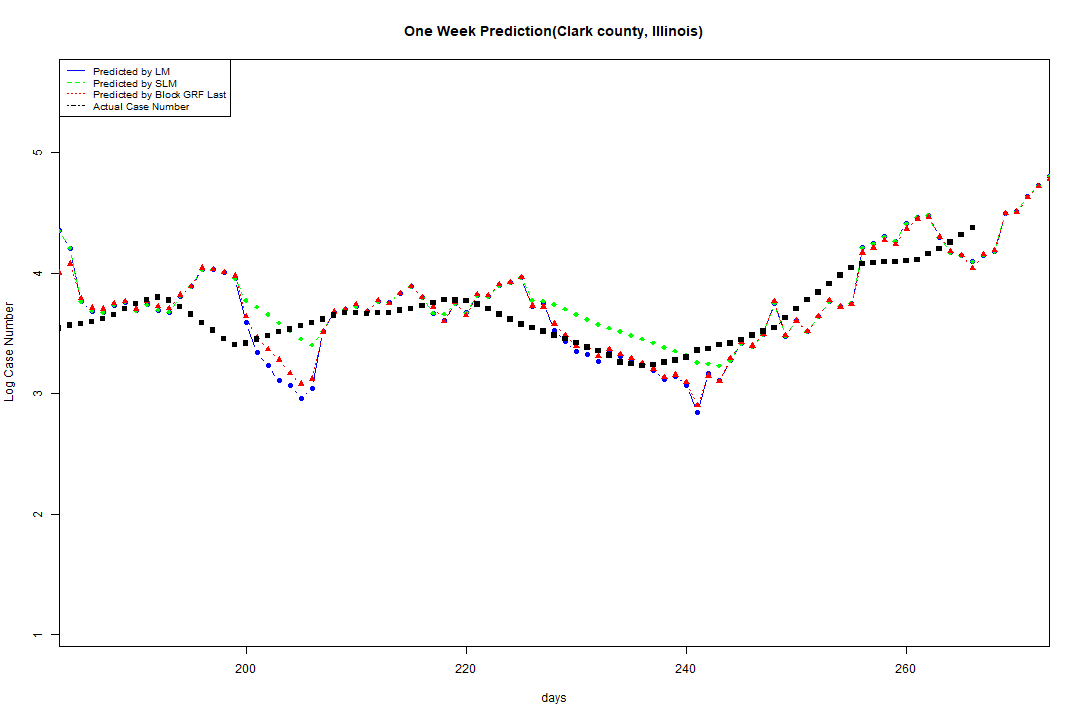 One Week Prediction(Clark county, Illinois)
Predicted by LM
Predicted by SLM
Predicted by Block GRF Last
Actual Case Number
5
4
3
2
1
Log Case Number
200 220 240 260
days